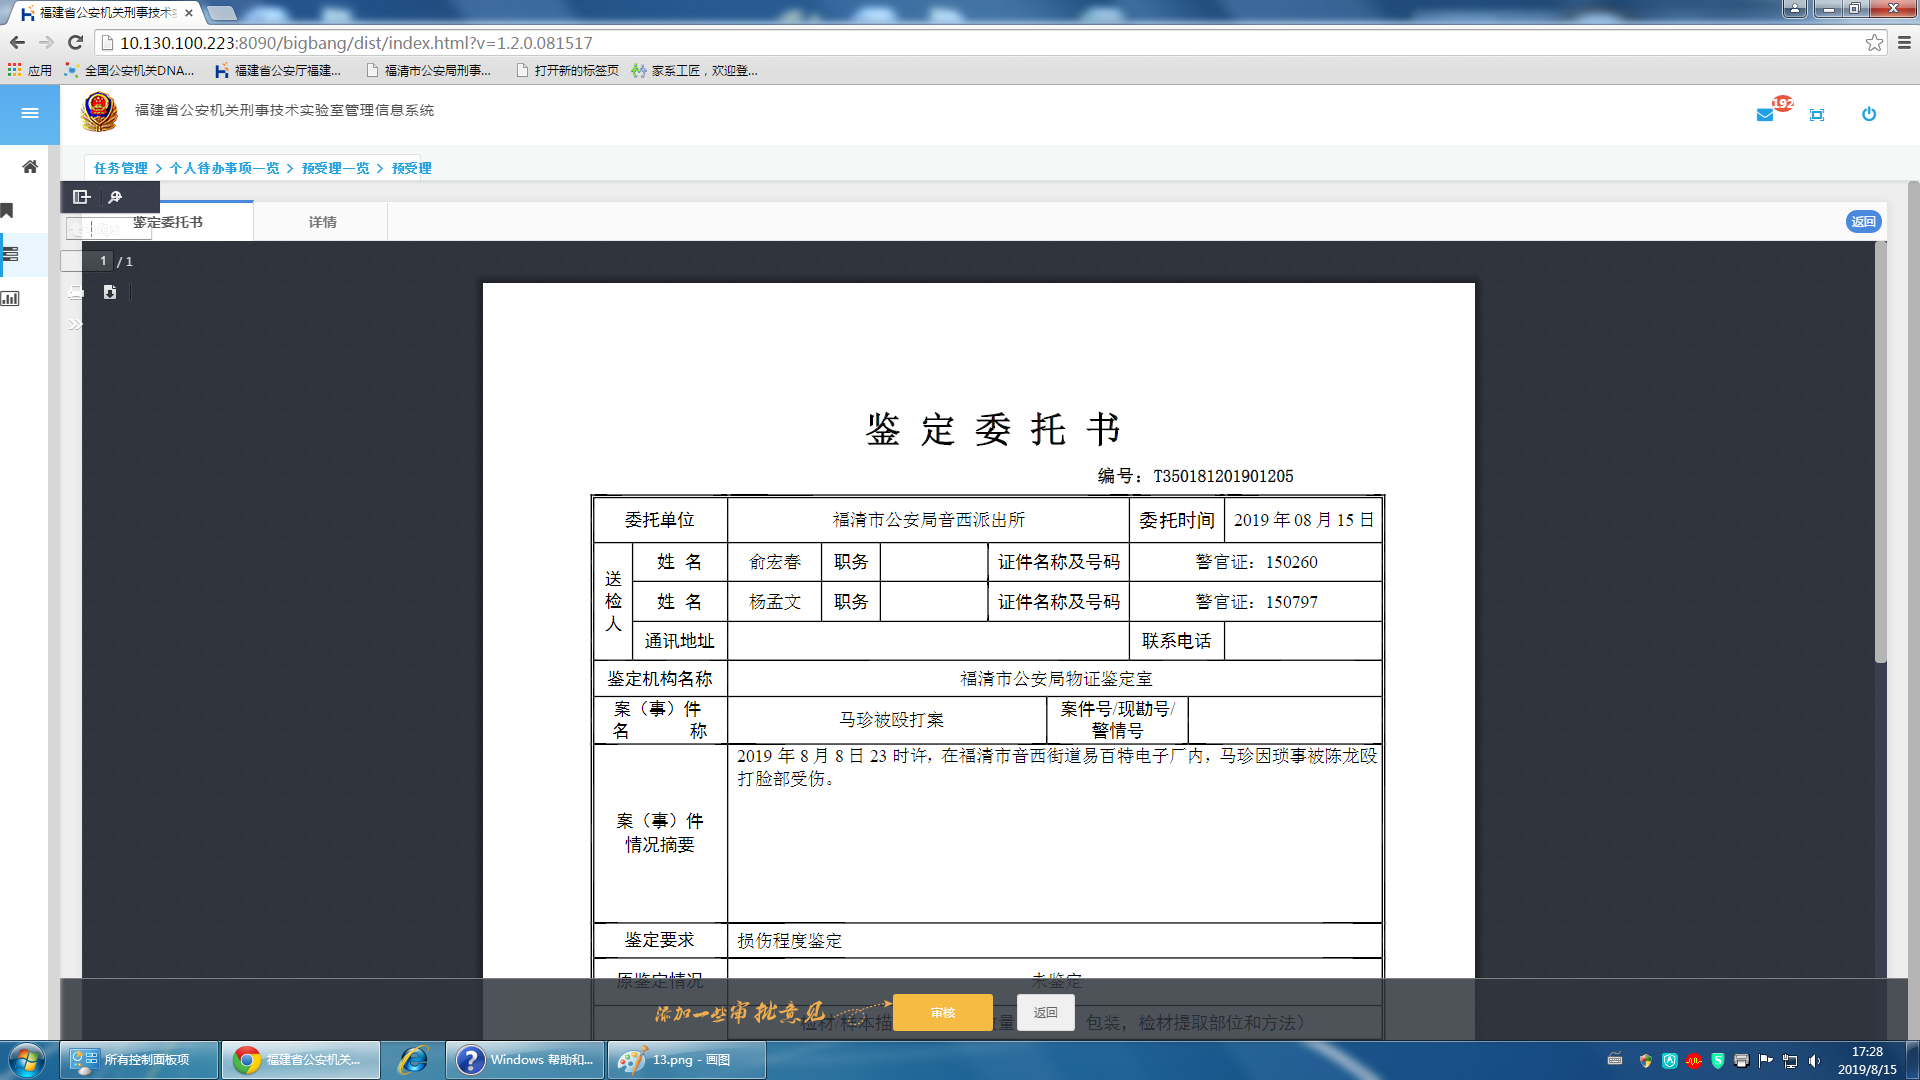 福建省公安机关刑事技术实
10.130.100.223:8090/bigbang/dist/index.html?v=1.2.0.081517
应用 全国公安机关DNA... 福建省公安厅福建... 福清市公安局刑事... 打开新的标签页 家系工匠，欢迎登...
福建省公安机关刑事技术实验室管理信息系统
192
任务管理 > 个人待办事项一览 > 预受理一览 > 预受理
鉴定委托书 详情 返回
1 / 1
鉴定委托书
编号：T350181201901205
委托单位 福清市公安局音西派出所 委托时间 2019 年 08 月 15 日
送检人
姓 名 俞宏春 职务 证件名称及号码 警官证：150260
姓 名 杨孟文 职务 证件名称及号码 警官证：150797
通讯地址 联系电话
鉴定机构名称 福清市公安局物证鉴定室
案（事）件名 称 马珍被殴打案 案件号/现勘号/警情号
案（事）件
情况摘要
2019 年 8 月 8 日 23 时许，在福清市音西街道易百特电子厂内，马珍因琐事被陈龙殴
打脸部受伤。
鉴定要求 损伤程度鉴定
原鉴定情况 未鉴定
添加一些审批意见 审核 返回
检材/样本描 数量 包装，检材提取部位和方法）
所有控制面板项 福建省公安机关... Windows 帮助和... 13.png - 画图
17:28
2019/8/15